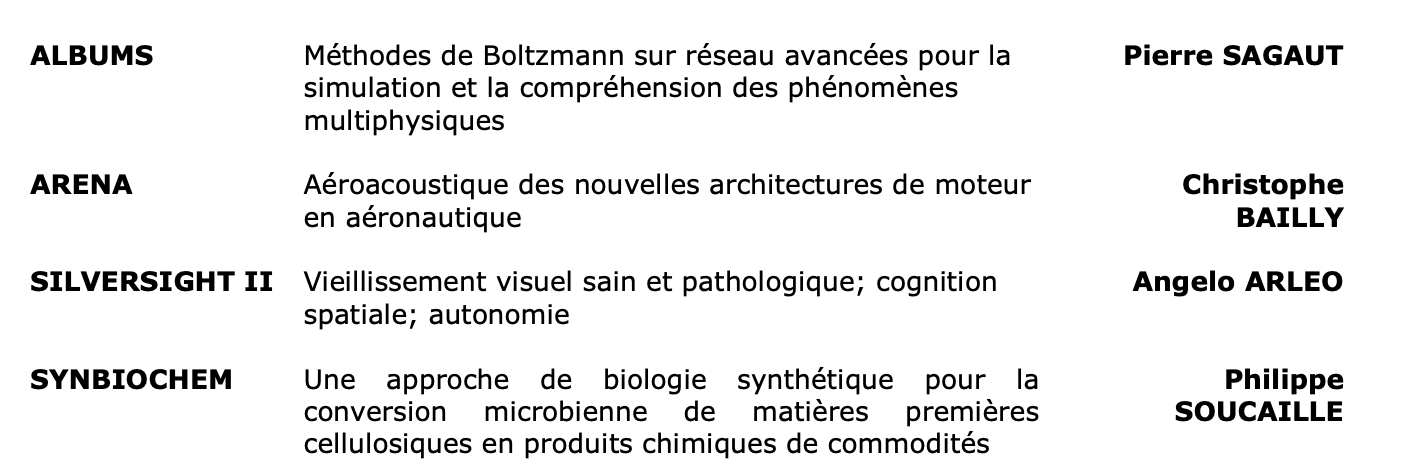 ALBUMS Méthodes de Boltzmann sur réseau avancées pour la Pierre SAGAUT
simulation et la compréhension des phénomènes
multiphysiques
ARENA Aéroacoustique des nouvelles architectures de moteur Christophe
en aéronautique BAILLY
SILVERSIGHT II Vieillissement visuel sain et pathologique; cognition Angelo ARLEO
spatiale; autonomie
SYNBIOCHEM Une approche de biologie synthétique pour la Philippe
conversion microbienne de matières premières SOUCAILLE
cellulosiques en produits chimiques de commodités